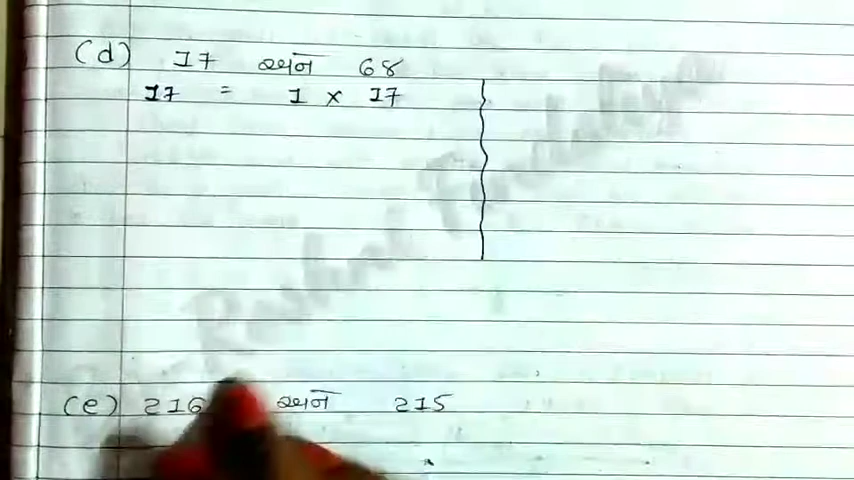 (d) 17 અને 68
17 = 1 × 17
(e) 216 અને 215